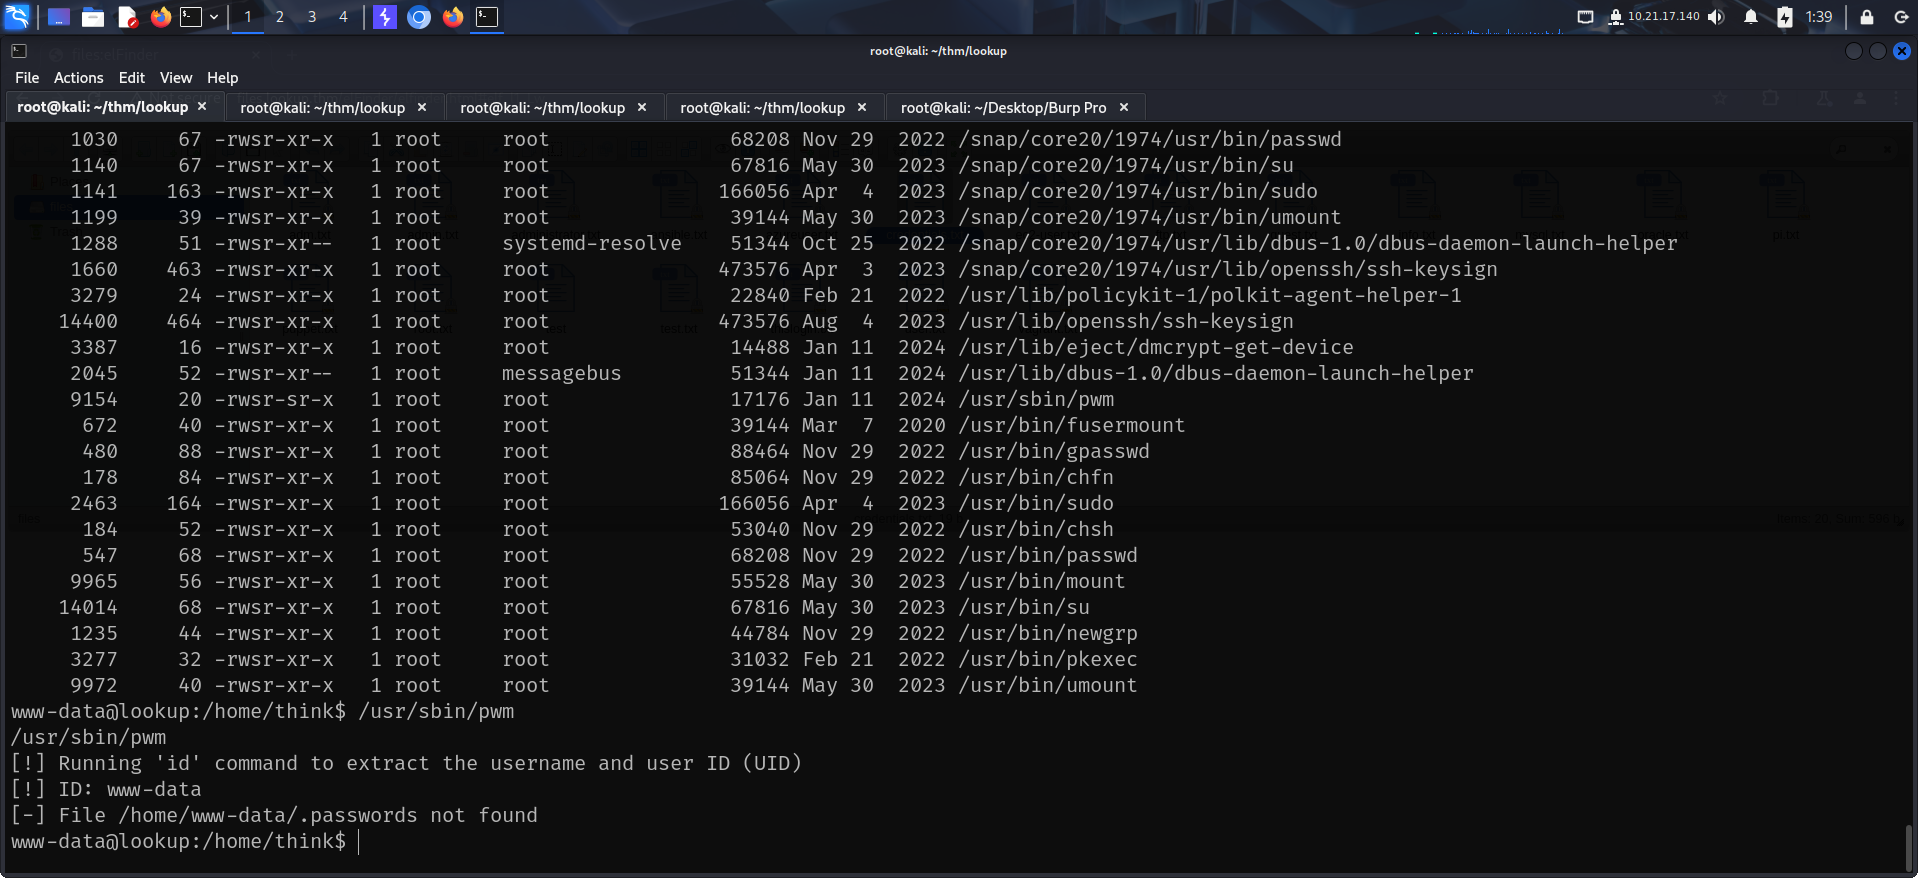 1 2 3 4 10.21.17.140 1:39
root@kali: ~/thm/lookup
File Actions Edit View Help
root@kali: ~/thm/lookup × root@kali: ~/thm/lookup × root@kali: ~/thm/lookup × root@kali: ~/thm/lookup × root@kali: ~/Desktop/Burp Pro ×
1030 67 -rwsr-xr-x 1 root root 68208 Nov 29 2022 /snap/core20/1974/usr/bin/passwd
1140 67 -rwsr-xr-x 1 root root 67816 May 30 2023 /snap/core20/1974/usr/bin/su
1141 163 -rwsr-xr-x 1 root root 166056 Apr 4 2023 /snap/core20/1974/usr/bin/sudo
1199 39 -rwsr-xr-x 1 root root 39144 May 30 2023 /snap/core20/1974/usr/bin/umount
1288 51 -rwsr-xr-- 1 root systemd-resolve 51344 Oct 25 2022 /snap/core20/1974/usr/lib/dbus-1.0/dbus-daemon-launch-helper
1660 463 -rwsr-xr-x 1 root root 473576 Apr 3 2023 /snap/core20/1974/usr/lib/openssh/ssh-keysign
3279 24 -rwsr-xr-x 1 root root 22840 Feb 21 2022 /usr/lib/policykit-1/polkit-agent-helper-1
14400 464 -rwsr-xr-x 1 root root 473576 Aug 4 2023 /usr/lib/openssh/ssh-keysign
3387 16 -rwsr-xr-x 1 root root 14488 Jan 11 2024 /usr/lib/eject/dmcrypt-get-device
2045 52 -rwsr-xr-- 1 root messagebus 51344 Jan 11 2024 /usr/lib/dbus-1.0/dbus-daemon-launch-helper
9154 20 -rwsr-sr-x 1 root root 17176 Jan 11 2024 /usr/sbin/pwm
672 40 -rwsr-xr-x 1 root root 39144 Mar 7 2020 /usr/bin/fusermount
480 88 -rwsr-xr-x 1 root root 88464 Nov 29 2022 /usr/bin/gpasswd
178 84 -rwsr-xr-x 1 root root 85064 Nov 29 2022 /usr/bin/chfn
2463 164 -rwsr-xr-x 1 root root 166056 Apr 4 2023 /usr/bin/sudo
184 52 -rwsr-xr-x 1 root root 53040 Nov 29 2022 /usr/bin/chsh
547 68 -rwsr-xr-x 1 root root 68208 Nov 29 2022 /usr/bin/passwd
9965 56 -rwsr-xr-x 1 root root 55528 May 30 2023 /usr/bin/mount
14014 68 -rwsr-xr-x 1 root root 67816 May 30 2023 /usr/bin/su
1235 44 -rwsr-xr-x 1 root root 44784 Nov 29 2022 /usr/bin/newgrp
3277 32 -rwsr-xr-x 1 root root 31032 Feb 21 2022 /usr/bin/pkexec
9972 40 -rwsr-xr-x 1 root root 39144 May 30 2023 /usr/bin/umount
www-data@lookup:/home/think$ /usr/sbin/pwm
/usr/sbin/pwm
[!] Running 'id' command to extract the username and user ID (UID)
[!] ID: www-data
[-] File /home/www-data/.passwords not found
www-data@lookup:/home/think$